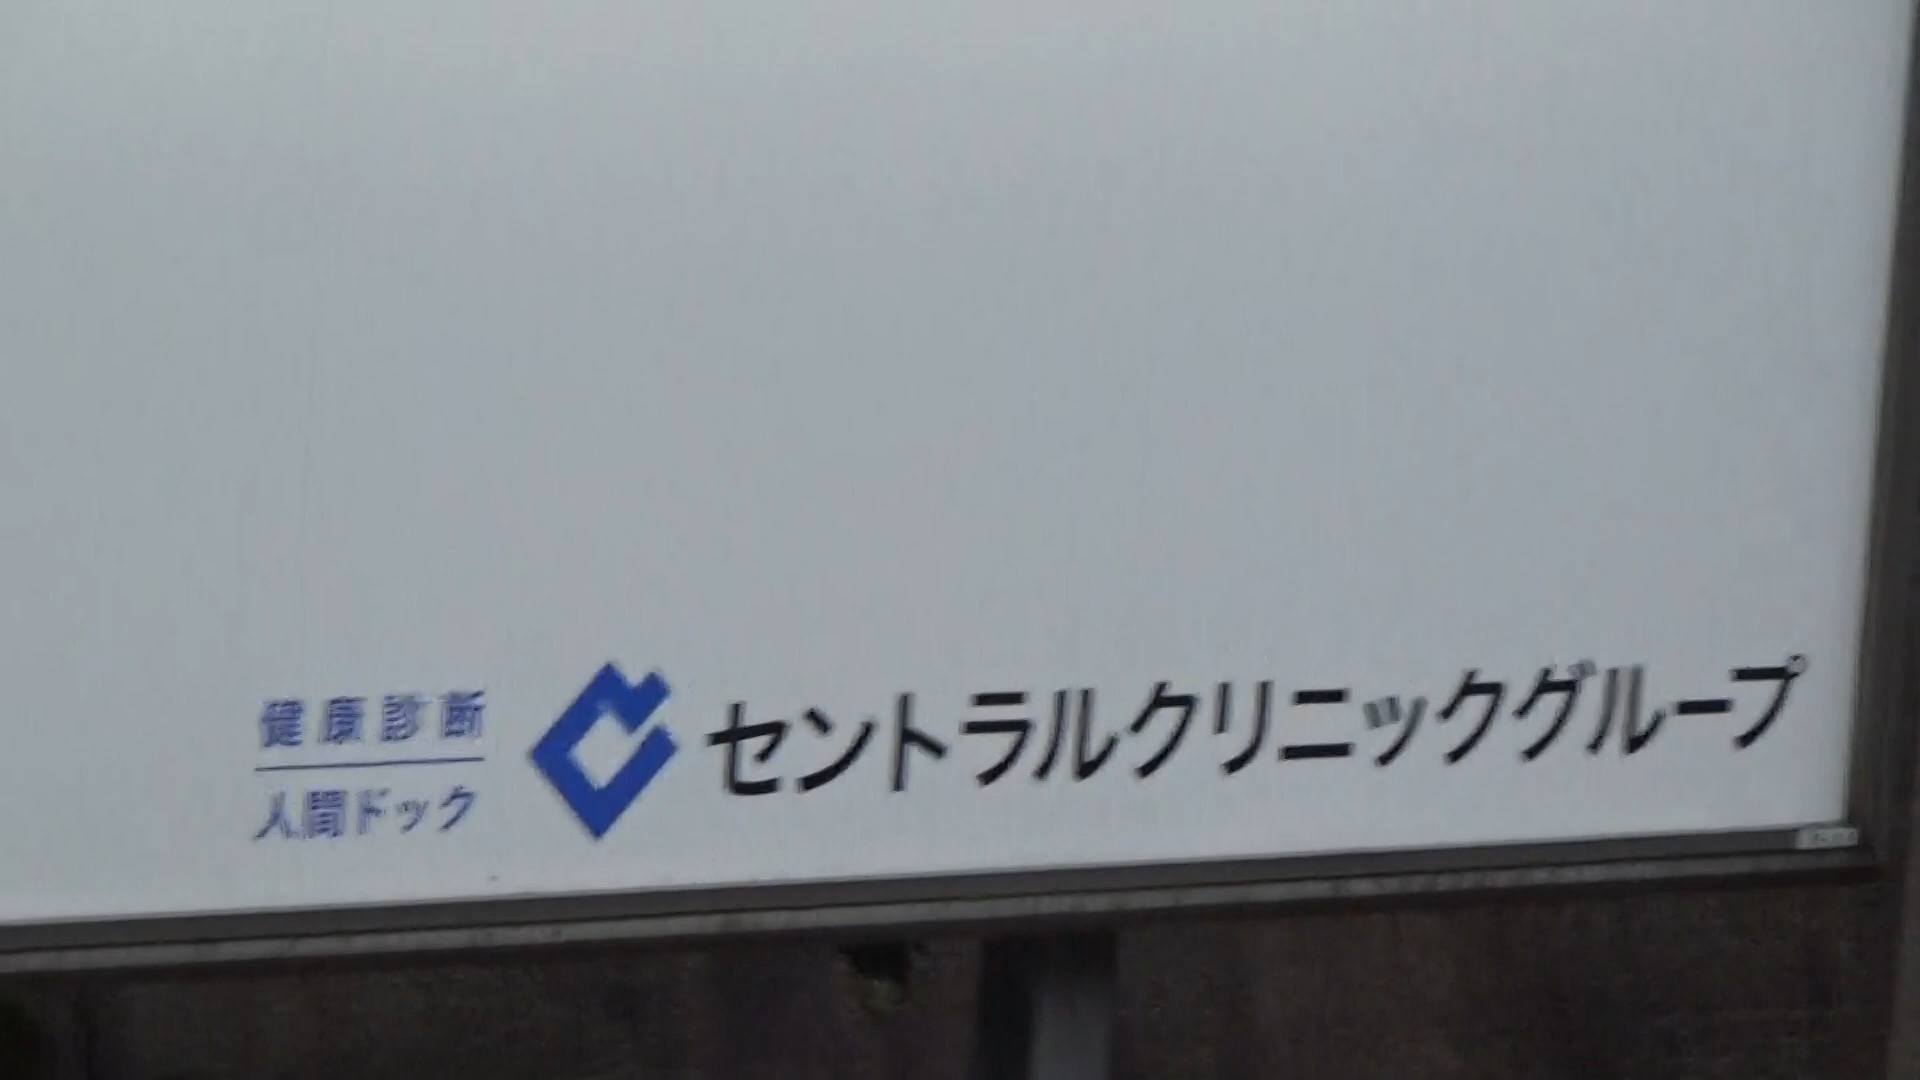 健康診断
人間ドック
セントラルクリニックグループ